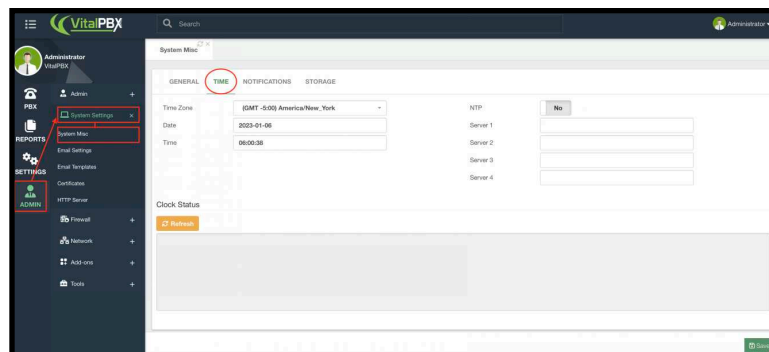 VitalPBX
Search
Administrator
Administrator
VitalPBX
System Misc
PBX
REPORTS
SETTINGS
ADMIN
Admin +
System Settings ×
System Misc
Email Settings
Email Templates
Certificates
HTTP Server
Firewall +
Network +
Add-ons +
Tools +
GENERAL TIME NOTIFICATIONS STORAGE
Time Zone (GMT -5:00) America/New_York
Date 2023-01-06
Time 06:00:38
NTP No
Server 1
Server 2
Server 3
Server 4
Clock Status
Refresh
Save